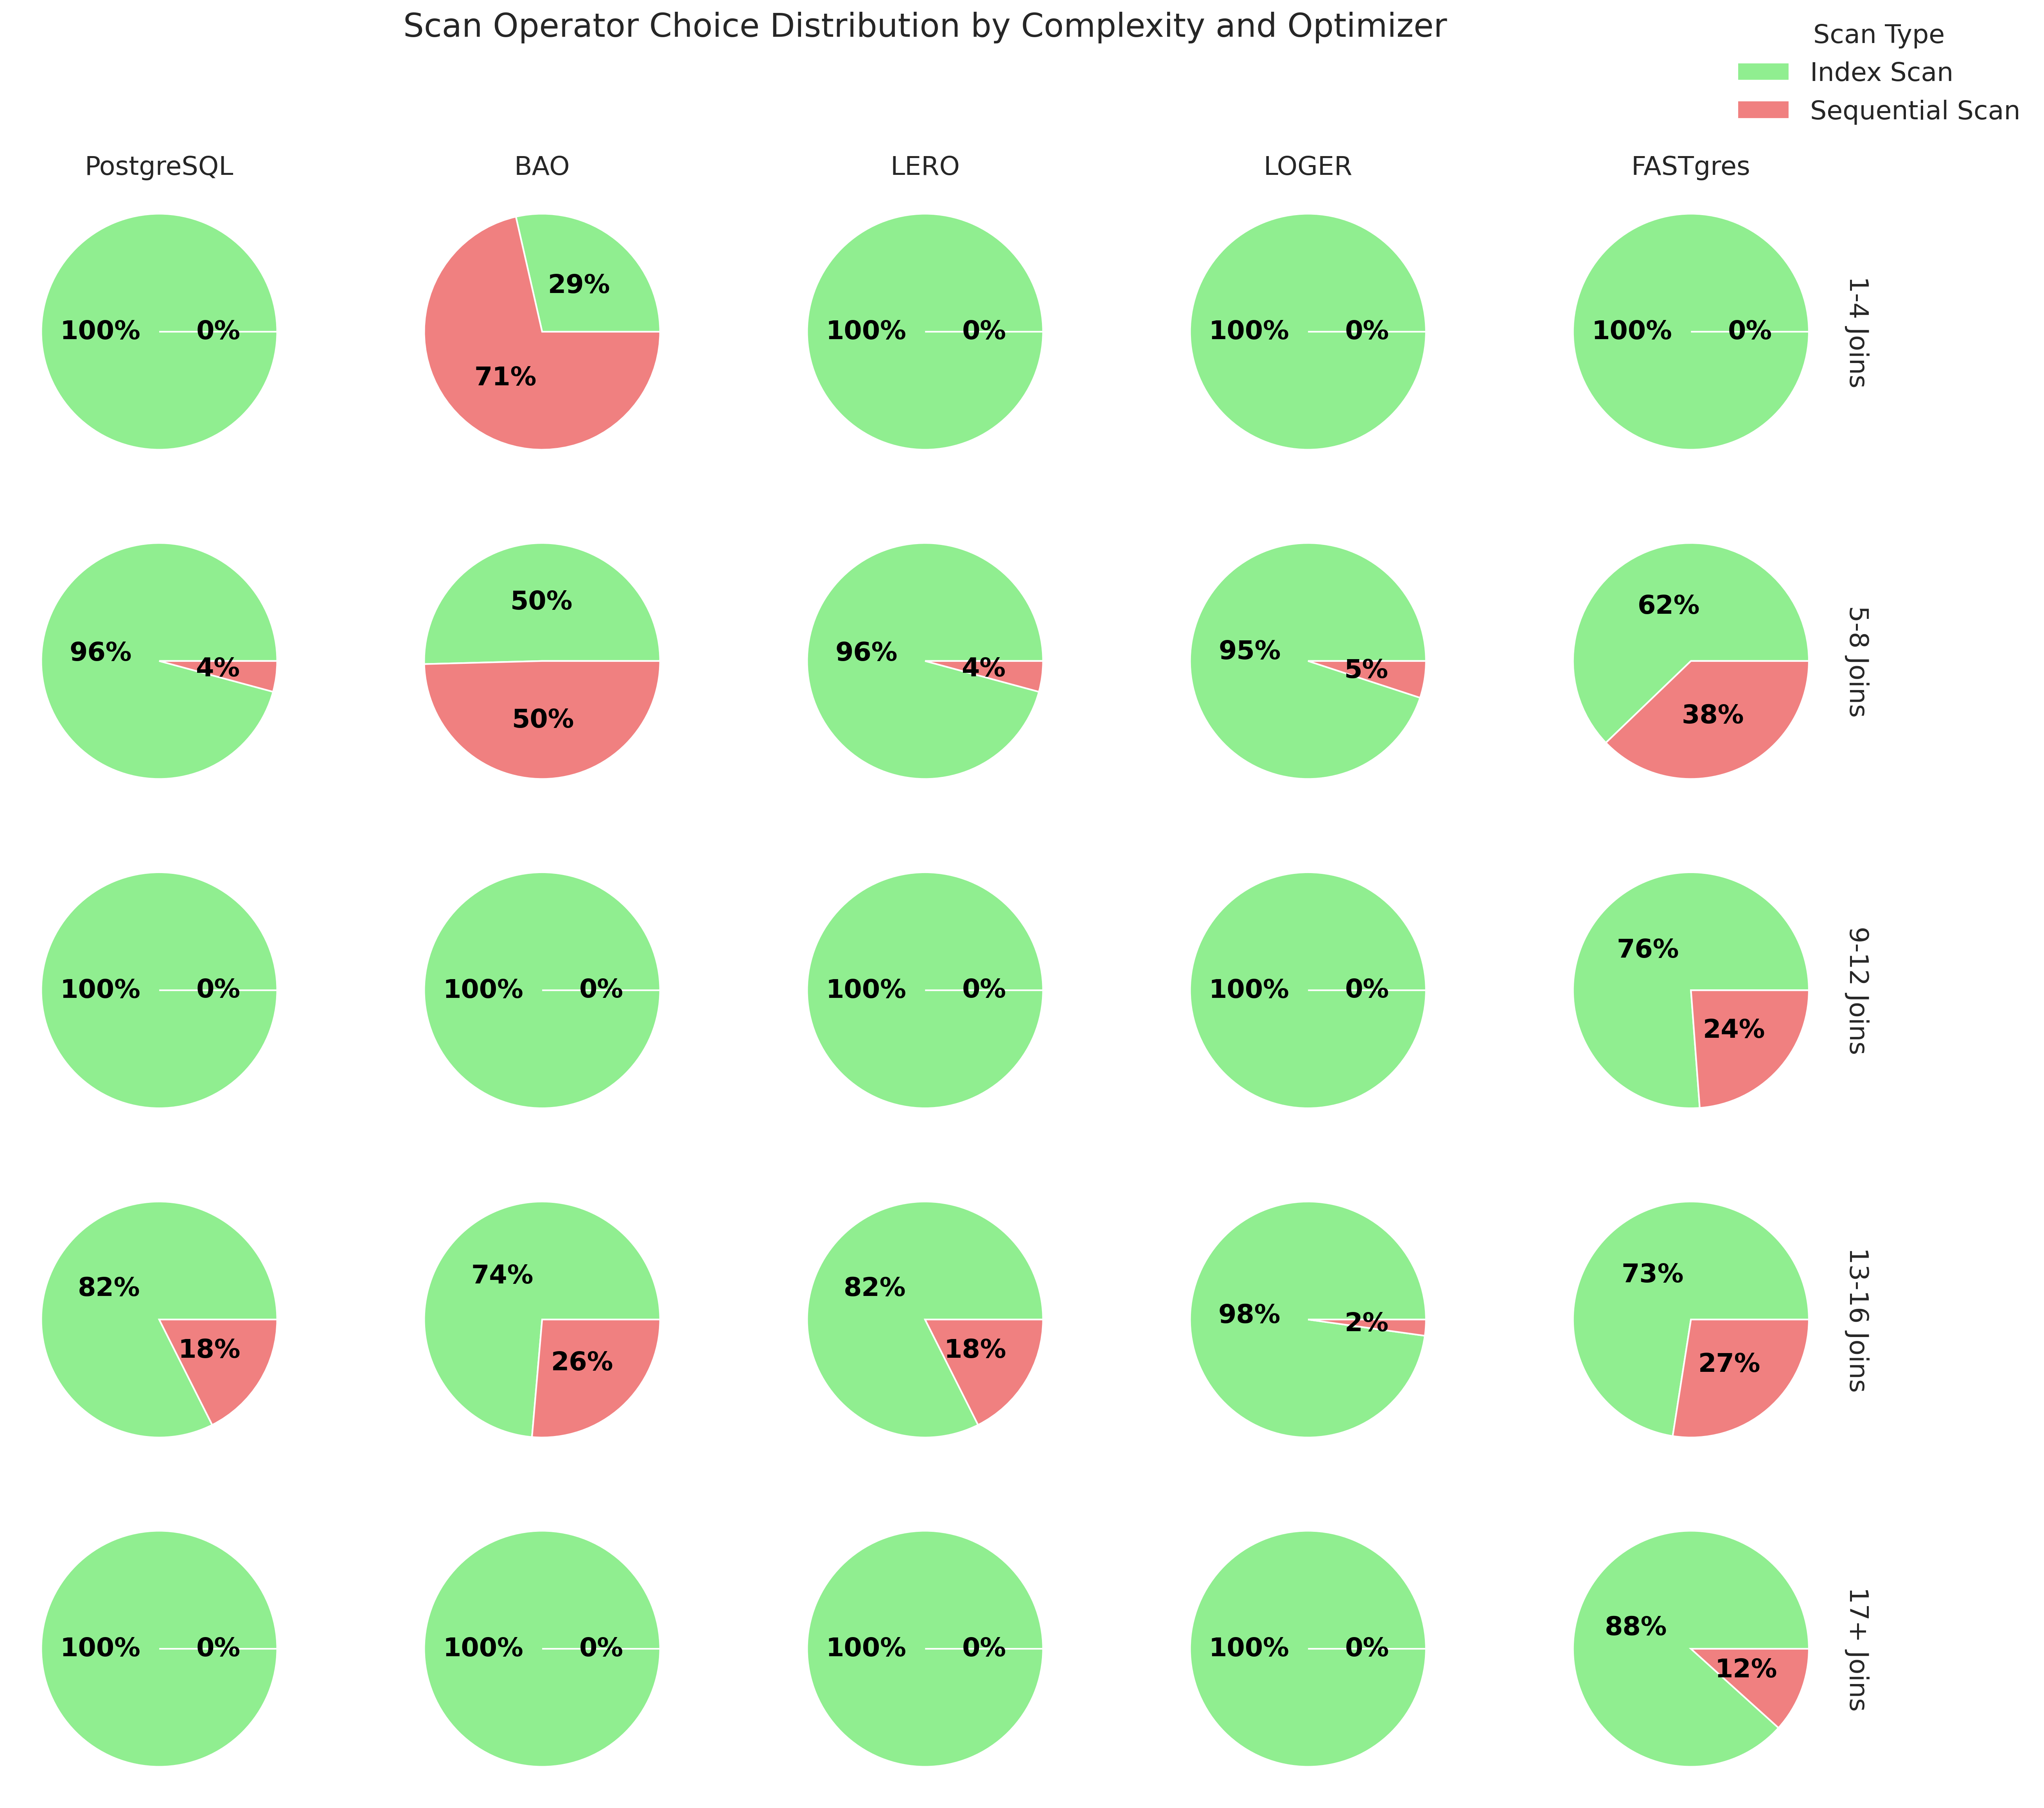 Scan Operator Choice Distribution by Complexity and Optimizer
Scan Type
Index Scan
Sequential Scan
PostgreSQL BAO LERO LOGER FASTgres
100% 0% 29% 71% 100% 0% 100% 0% 100% 0% 1-4 Joins
96% 4% 50% 50% 96% 4% 95% 5% 62% 38% 5-8 Joins
100% 0% 100% 0% 100% 0% 100% 0% 76% 24% 9-12 Joins
82% 18% 74% 26% 82% 18% 98% 2% 73% 27% 13-16 Joins
100% 0% 100% 0% 100% 0% 100% 0% 88% 12% 17+ Joins